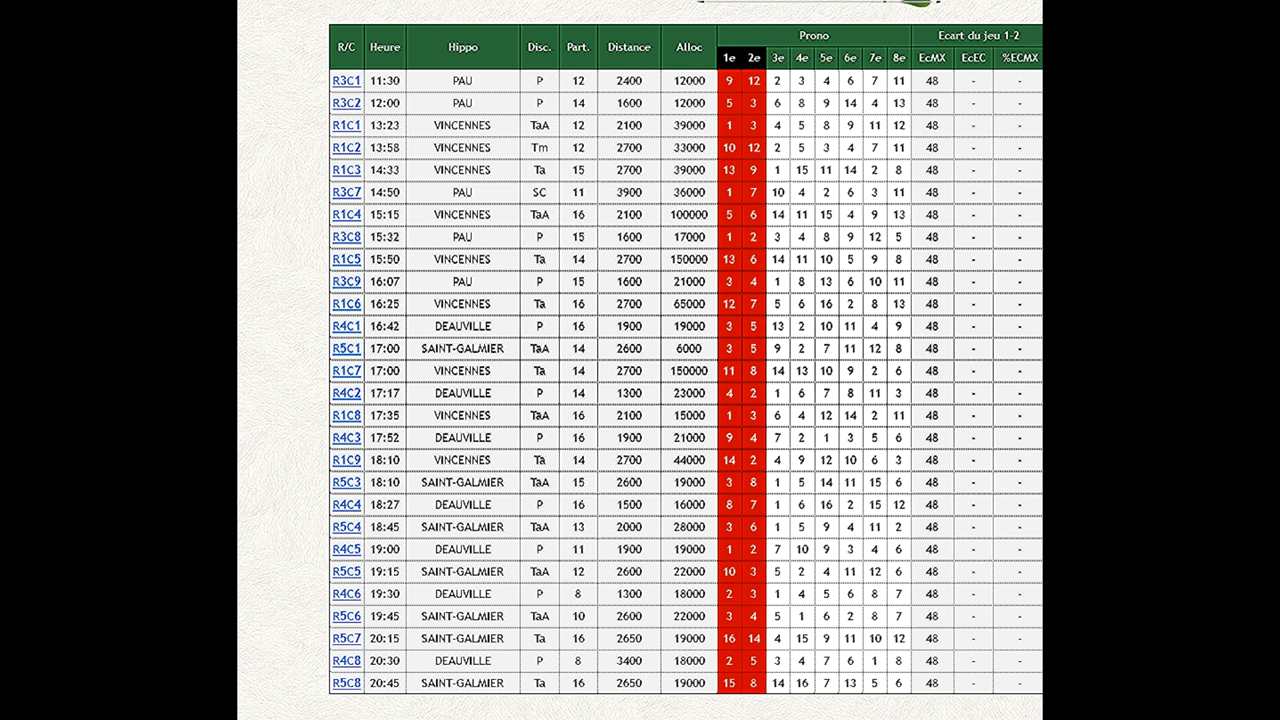 R/C Heure Hippo Disc. Part. Distance Alloc Prono Ecart du jeu 1-2
1e 2e 3e 4e 5e 6e 7e 8e EcMX EcEC %ECMX
R3C1 11:30 PAU P 12 2400 12000 9 12 2 3 4 6 7 11 48 - -
R3C2 12:00 PAU P 14 1600 12000 5 3 6 8 9 14 4 13 48 - -
R1C1 13:23 VINCENNES TaA 12 2100 39000 1 3 4 5 8 9 11 12 48 - -
R1C2 13:58 VINCENNES Tm 12 2700 33000 10 12 2 5 3 4 7 11 48 - -
R1C3 14:33 VINCENNES Ta 15 2700 39000 13 9 1 15 11 14 2 8 48 - -
R3C7 14:50 PAU SC 11 3900 36000 1 7 10 4 2 6 3 11 48 - -
R1C4 15:15 VINCENNES TaA 16 2100 100000 5 6 14 11 15 4 9 13 48 - -
R3C8 15:32 PAU P 15 1600 17000 1 2 3 4 8 9 12 5 48 - -
R1C5 15:50 VINCENNES Ta 14 2700 150000 13 6 14 11 10 5 9 8 48 - -
R3C9 16:07 PAU P 15 1600 21000 3 4 1 8 13 6 10 11 48 - -
R1C6 16:25 VINCENNES Ta 16 2700 65000 12 7 5 6 16 2 8 13 48 - -
R4C1 16:42 DEAUVILLE P 16 1900 19000 3 5 13 2 10 11 4 9 48 - -
R5C1 17:00 SAINT-GALMIER TaA 14 2600 6000 3 5 9 2 7 11 12 8 48 - -
R1C7 17:00 VINCENNES Ta 14 2700 150000 11 8 14 13 10 9 2 6 48 - -
R4C2 17:17 DEAUVILLE P 14 1300 23000 4 2 1 6 7 8 11 3 48 - -
R1C8 17:35 VINCENNES TaA 16 2100 15000 1 3 6 4 12 14 2 11 48 - -
R4C3 17:52 DEAUVILLE P 16 1900 21000 9 4 7 2 1 3 5 6 48 - -
R1C9 18:10 VINCENNES Ta 14 2700 44000 14 2 4 9 12 10 6 3 48 - -
R5C3 18:10 SAINT-GALMIER TaA 15 2600 19000 3 8 1 5 14 11 15 6 48 - -
R4C4 18:27 DEAUVILLE P 16 1500 16000 8 7 1 6 16 2 15 12 48 - -
R5C4 18:45 SAINT-GALMIER TaA 13 2000 28000 3 6 1 5 9 4 11 2 48 - -
R4C5 19:00 DEAUVILLE P 11 1900 19000 1 2 7 10 9 3 4 6 48 - -
R5C5 19:15 SAINT-GALMIER TaA 12 2600 22000 10 3 5 2 4 11 12 6 48 - -
R4C6 19:30 DEAUVILLE P 8 1300 18000 2 3 1 4 5 6 8 7 48 - -
R5C6 19:45 SAINT-GALMIER TaA 10 2600 22000 3 4 5 1 6 2 8 7 48 - -
R5C7 20:15 SAINT-GALMIER Ta 16 2650 19000 16 14 4 15 9 11 10 12 48 - -
R4C8 20:30 DEAUVILLE P 8 3400 18000 2 5 3 4 7 6 1 8 48 - -
R5C8 20:45 SAINT-GALMIER Ta 16 2650 19000 15 8 14 16 7 13 5 6 48 - -